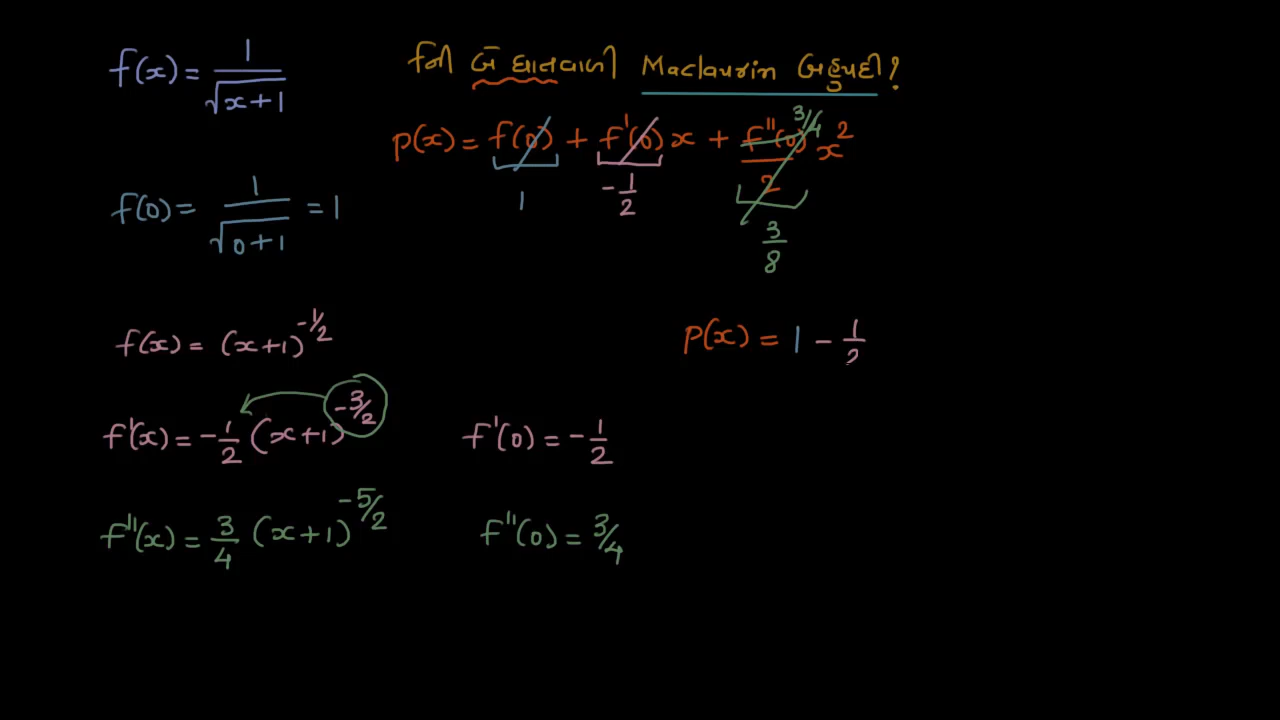 f(x) = 1/√(x+1)
fની બે ઘાતવાળી Maclaurin બહુપદી?
p(x) = f(0) + f'(0)x + f''(0)/2 x² 3/4
1 -1/2 3/8
f(0) = 1/√(0+1) = 1
f(x) = (x+1)^(-1/2)
P(x) = 1 - 1/2
f'(x) = -1/2 (x+1)^(-3/2) f'(0) = -1/2
f''(x) = 3/4 (x+1)^(-5/2) f''(0) = 3/4